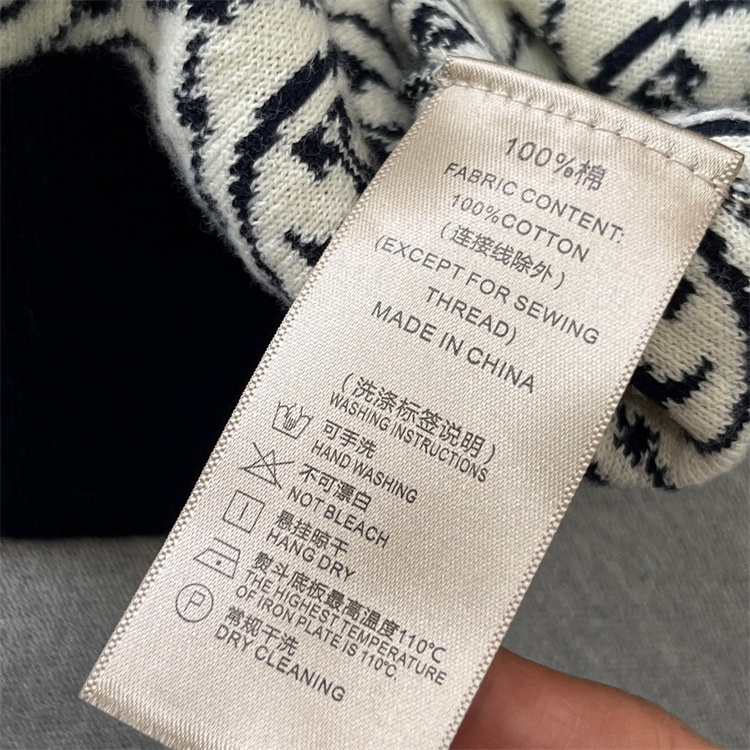 100%棉
FABRIC CONTENT:
100%COTTON
(连接线除外)
(EXCEPT FOR SEWING
THREAD)
MADE IN CHINA
(洗涤标签说明)
WASHING INSTRUCTIONS
可手洗
HAND WASHING
不可漂白
NOT BLEACH
悬挂晾干
HANG DRY
熨斗底板最高温度110℃
THE HIGHEST TEMPERATURE
OF IRON PLATE IS 110℃.
P
常规干洗
DRY CLEANING